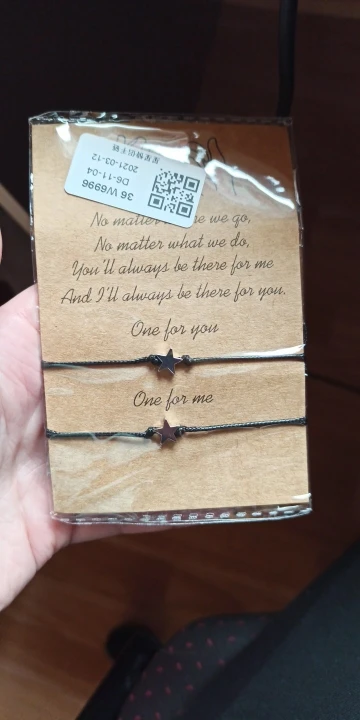 36 W6996
D6-11-04
2021-03-12
No matter we go,
No matter what we do,
You'll always be there for me
And I'll always be there for you.
One for you
One for me